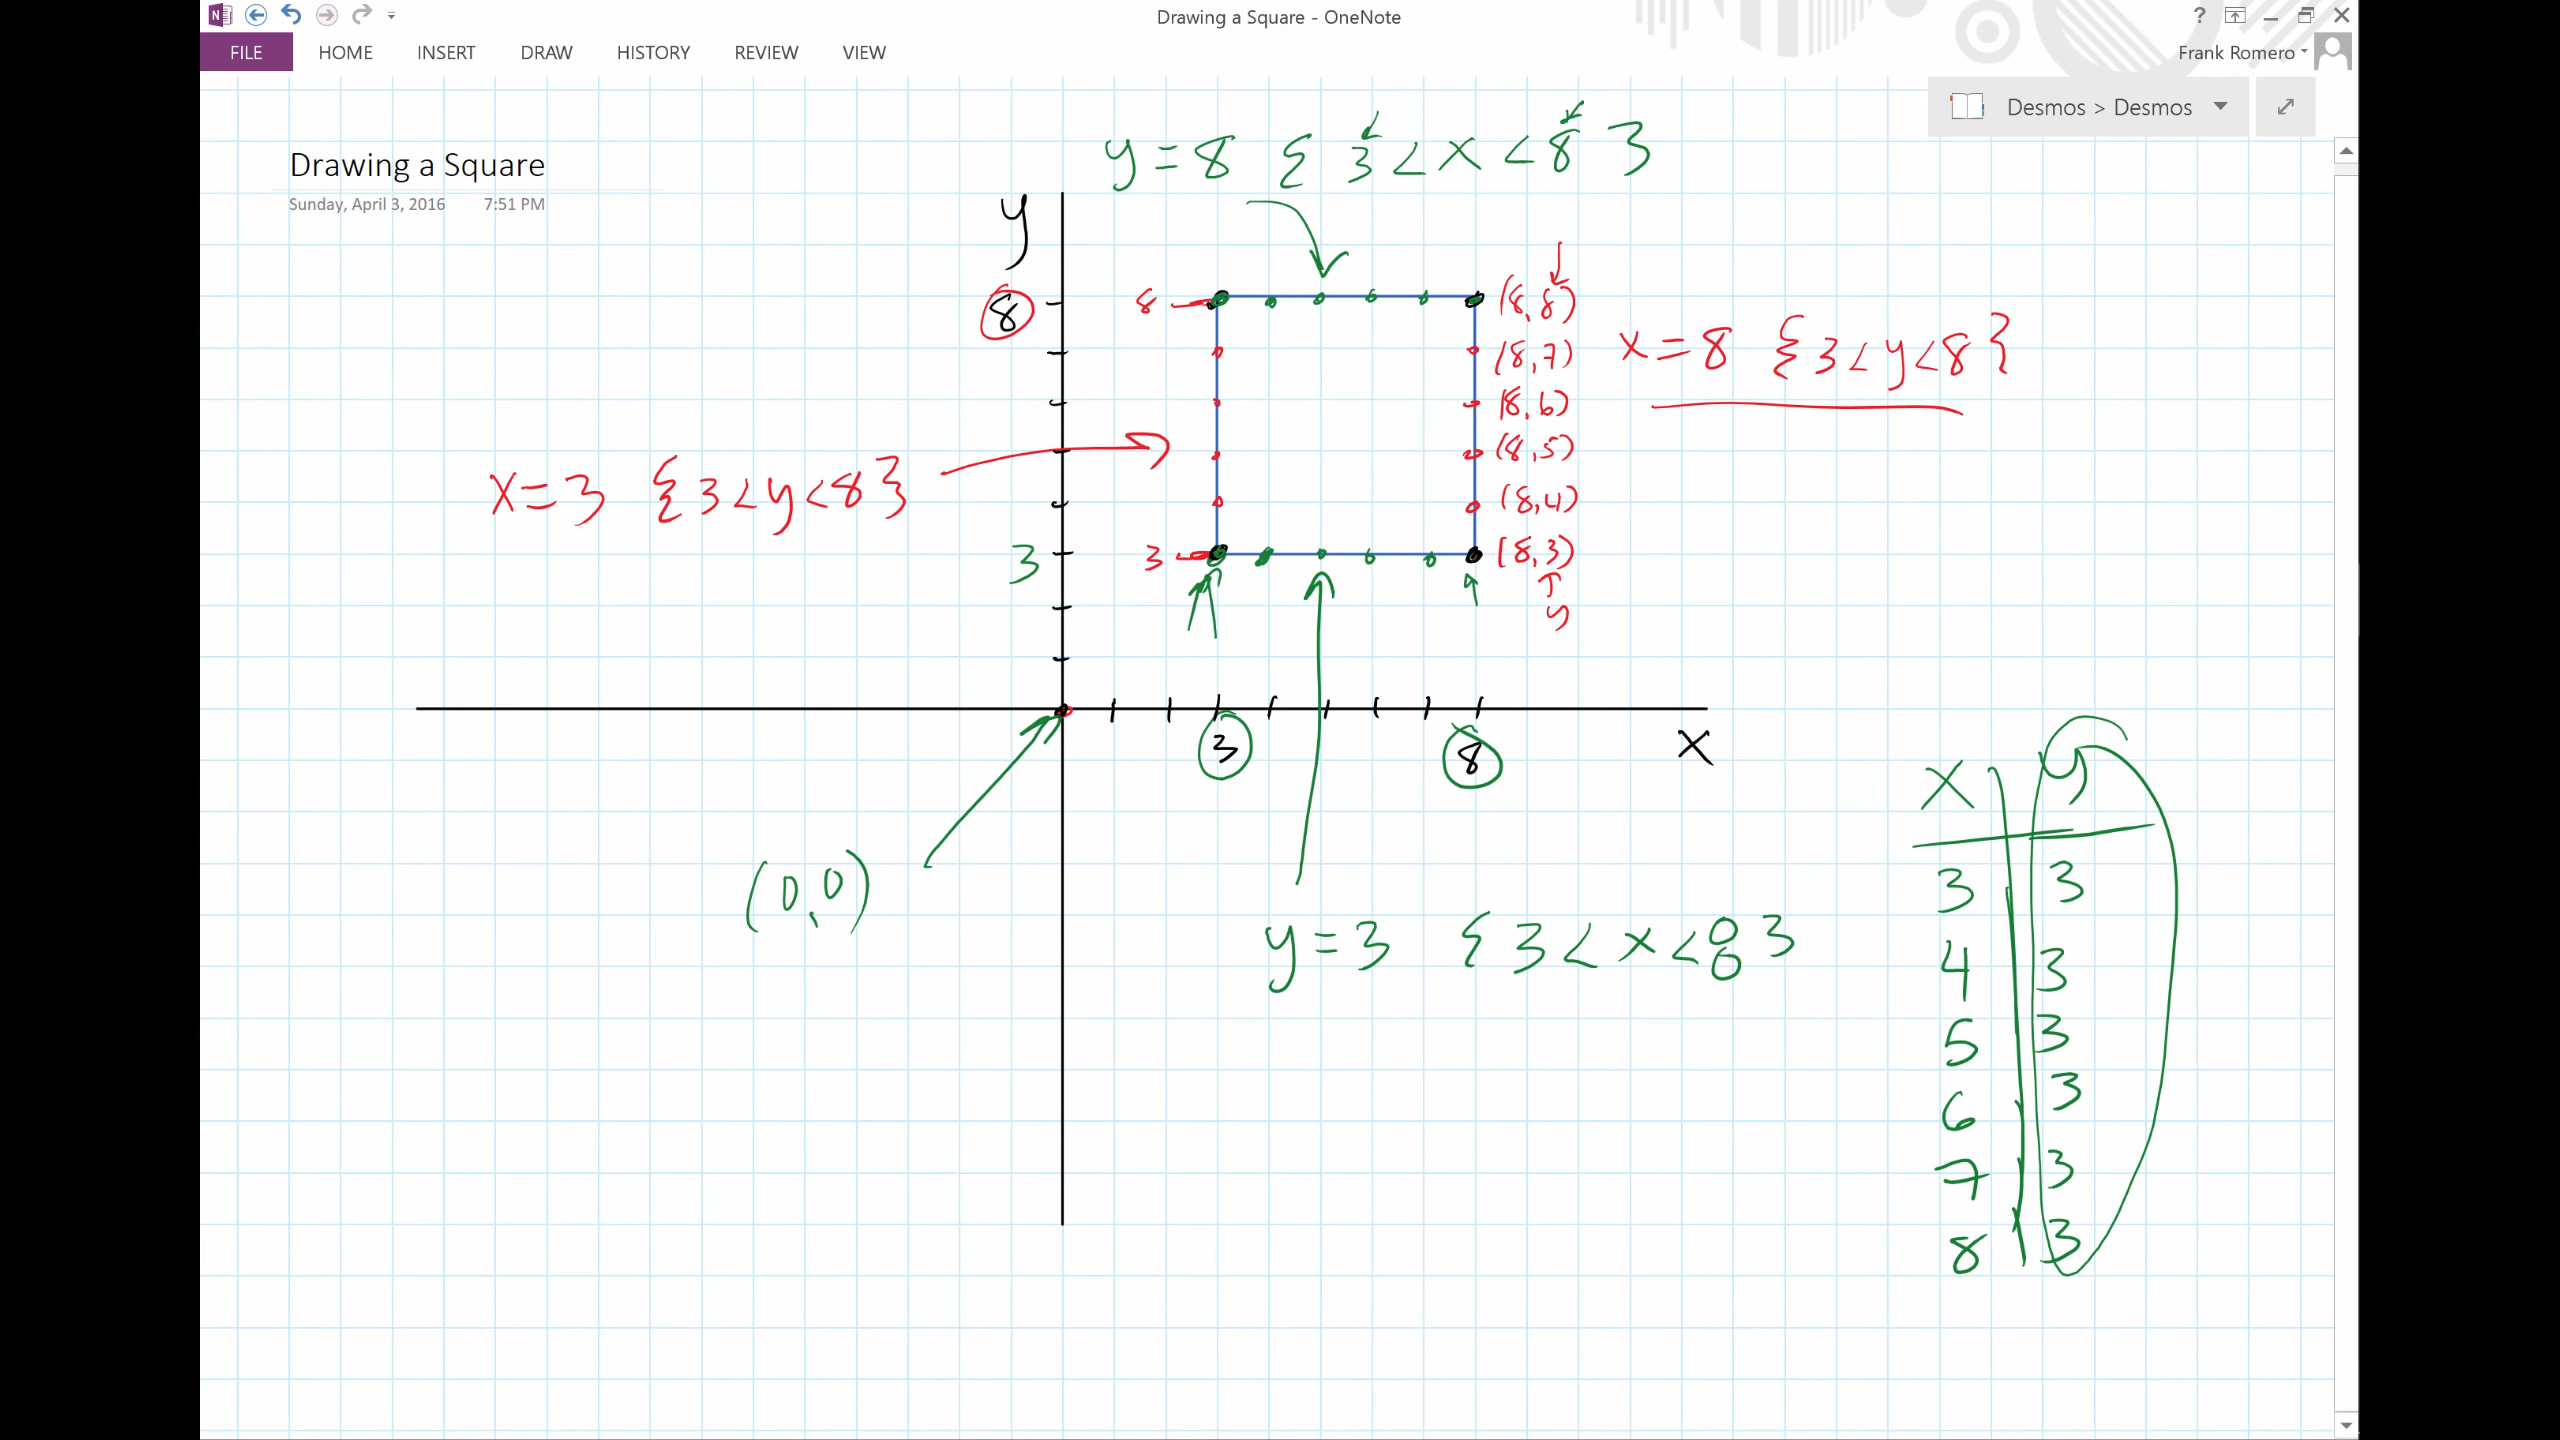 Drawing a Square - OneNote
?
FILE HOME INSERT DRAW HISTORY REVIEW VIEW
Frank Romero
Desmos > Desmos
Drawing a Square
Sunday, April 3, 2016 7:51 PM
y = 8 { 3 < x < 8 }
y
8
8
(8,8)
(8,7)
x = 8 {3 < y < 8}
(8,6)
(8,5)
x = 3 {3 < y < 8}
(8,4)
3
3
(8,3)
y
3
8
x
(0,0)
y = 3 { 3 < x < 8 }
x y
3 3
4 3
5 3
6 3
7 3
8 3